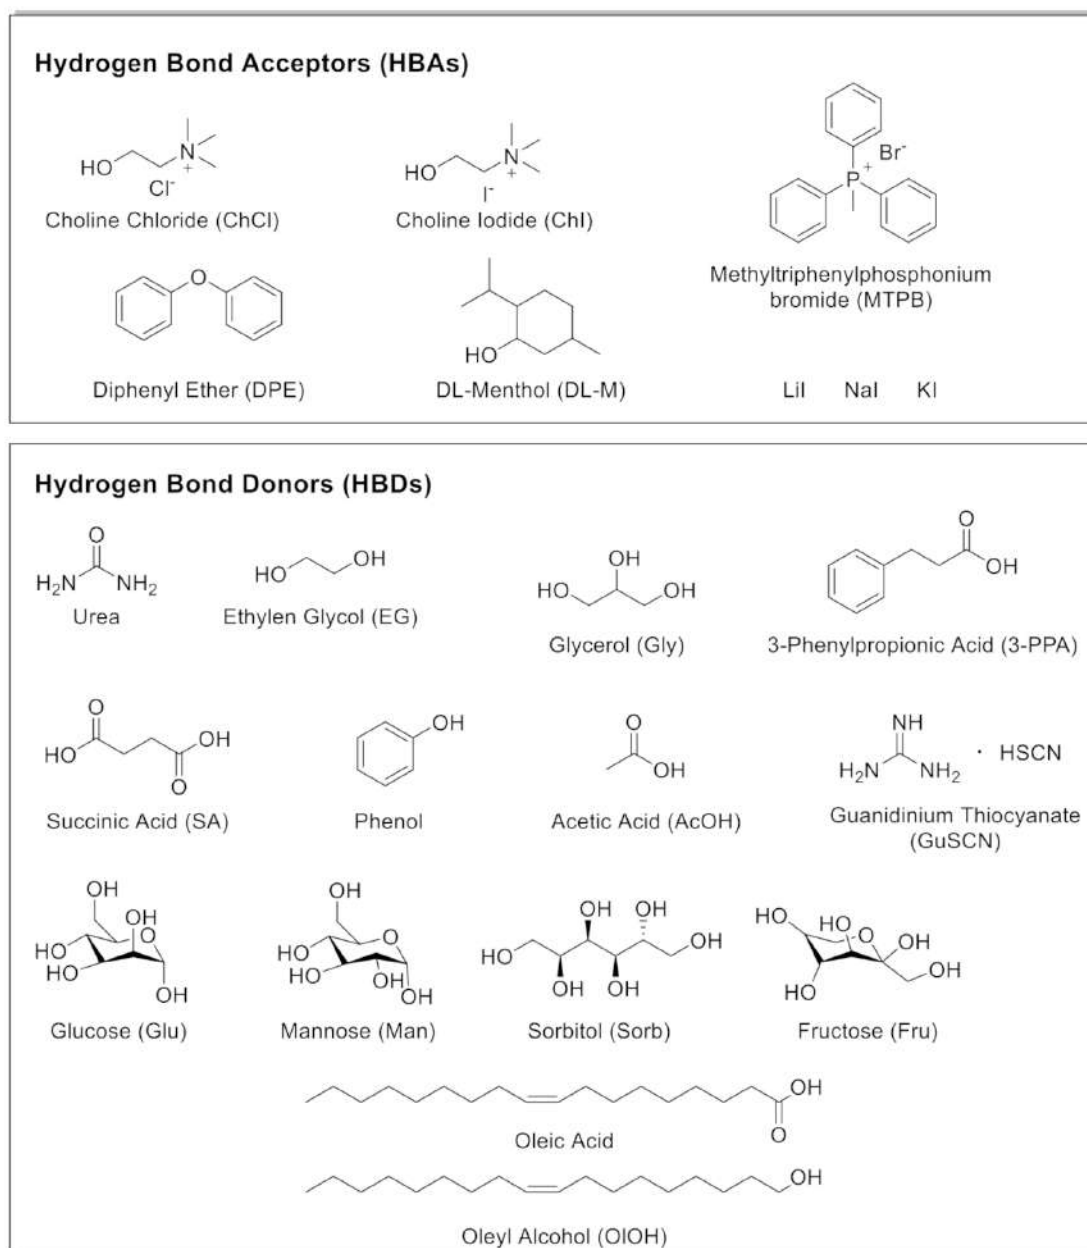 Hydrogen Bond Acceptors (HBAs)
HO
N
+
Cl-
Choline Chloride (ChCl)
HO
N
+
I-
Choline Iodide (ChI)
P
+
Br-
Methyltriphenylphosphonium
bromide (MTPB)
O
Diphenyl Ether (DPE)
HO
DL-Menthol (DL-M)
LiI NaI KI
Hydrogen Bond Donors (HBDs)
O
H2N NH2
Urea
HO OH
Ethylen Glycol (EG)
OH
HO OH
Glycerol (Gly)
O
OH
3-Phenylpropionic Acid (3-PPA)
O
HO OH
O
Succinic Acid (SA)
OH
Phenol
O
OH
Acetic Acid (AcOH)
NH
H2N NH2 · HSCN
Guanidinium Thiocyanate
(GuSCN)
OH
OH
O
HO
HO
OH
Glucose (Glu)
OH
O
HO
HO
OH
OH
Mannose (Man)
OH OH
HO OH
OH OH
Sorbitol (Sorb)
HO
HO
O
OH
HO
HO
Fructose (Fru)
OH
O
Oleic Acid
OH
Oleyl Alcohol (OlOH)